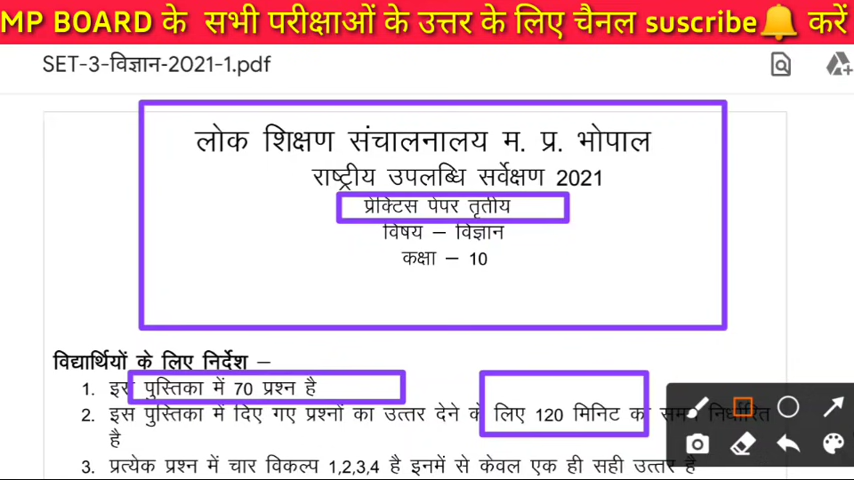 MP BOARD के सभी परीक्षाओं के उत्तर के लिए चैनल suscribe🔔 करें
SET-3-विज्ञान-2021-1.pdf
लोक शिक्षण संचालनालय म. प्र. भोपाल
राष्ट्रीय उपलब्धि सर्वेक्षण 2021
प्रेक्टिस पेपर तृतीय
विषय – विज्ञान
कक्षा – 10
विद्यार्थियों के लिए निर्देश –
1. इस पुस्तिका में 70 प्रश्न है
2. इस पुस्तिका में दिए गए प्रश्नों का उत्तर देने के लिए 120 मिनिट का समय निर्धारित
है
3. प्रत्येक प्रश्न में चार विकल्प 1,2,3,4 है इनमें से केवल एक ही सही उत्तर है